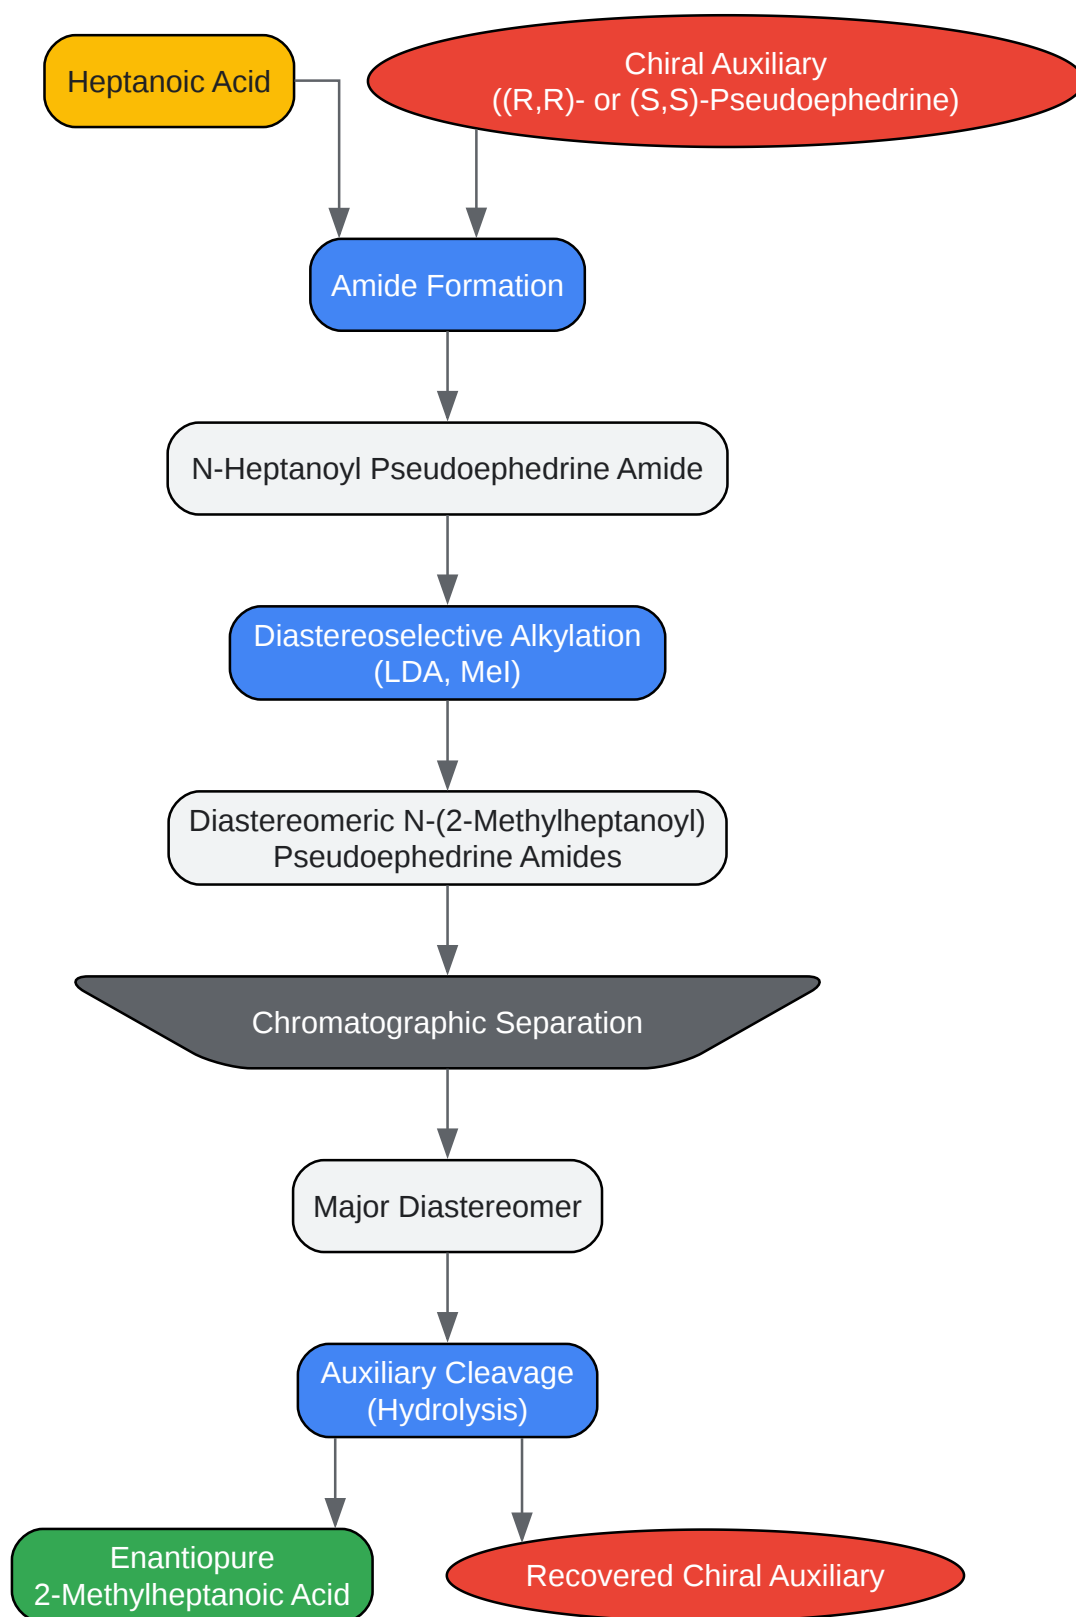 Heptanoic Acid
Chiral Auxiliary
((R,R)- or (S,S)-Pseudoephedrine)
Amide Formation
N-Heptanoyl Pseudoephedrine Amide
Diastereoselective Alkylation
(LDA, MeI)
Diastereomeric N-(2-Methylheptanoyl)
Pseudoephedrine Amides
Chromatographic Separation
Major Diastereomer
Auxiliary Cleavage
(Hydrolysis)
Enantiopure
2-Methylheptanoic Acid
Recovered Chiral Auxiliary